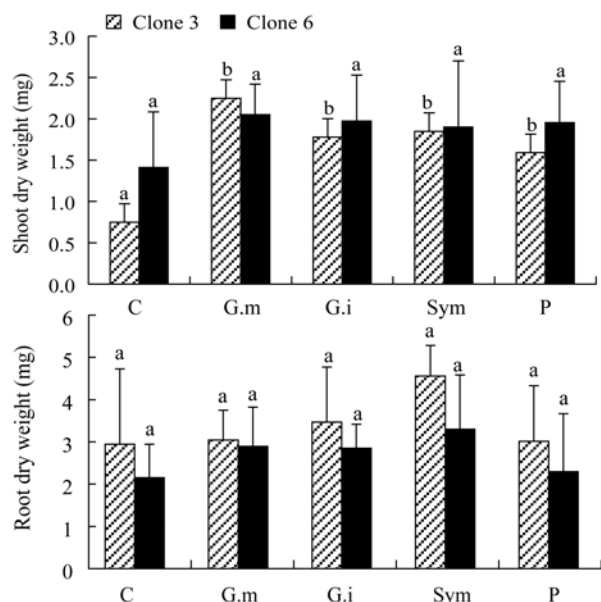 Clone 3 Clone 6
Shoot dry weight (mg)
3.0
2.5
2.0
1.5
1.0
0.5
0.0
a a b a b a b a b a
C G.m G.i Sym P
Root dry weight (mg)
6
5
4
3
2
1
0
a a a a a a a a a a
C G.m G.i Sym P